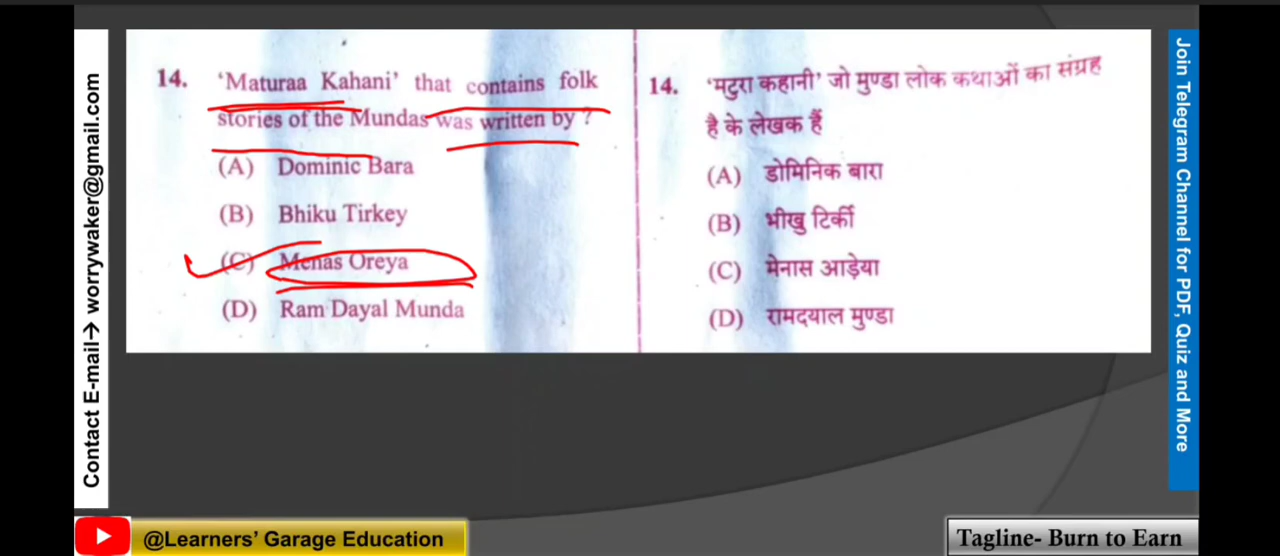 Contact E-mail→ worrywaker@gmail.com
14. ‘Maturaa Kahani’ that contains folk
stories of the Mundas was written by ?
(A) Dominic Bara
(B) Bhiku Tirkey
(C) Menas Oreya
(D) Ram Dayal Munda
14. ‘मटुरा कहानी’ जो मुण्डा लोक कथाओं का संग्रह
है के लेखक हैं
(A) डोमिनिक बारा
(B) भीखु टिर्की
(C) मेनास आड़ेया
(D) रामदयाल मुण्डा
Join Telegram Channel for PDF, Quiz and More
@Learners’ Garage Education
Tagline- Burn to Earn